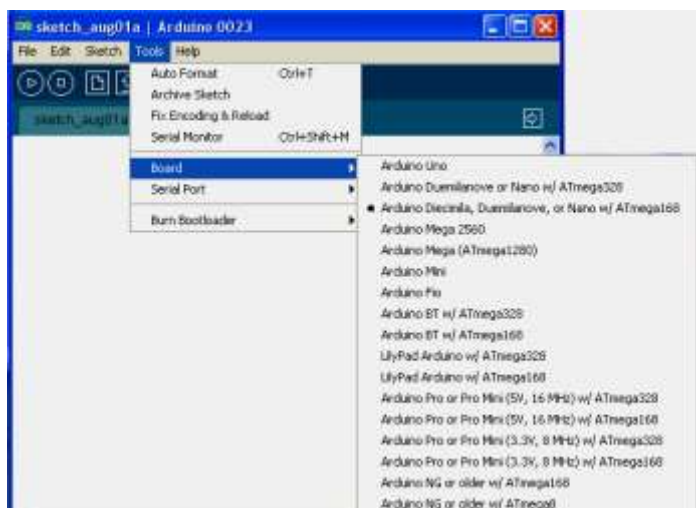 sketch_aug01a | Arduino 0023
File Edit Sketch Tools Help
sketch_aug01a
Auto Format Ctrl+T
Archive Sketch
Fix Encoding & Reload
Serial Monitor Ctrl+Shift+M
Board
Serial Port
Burn Bootloader
Arduino Uno
Arduino Duemilanove or Nano w/ ATmega328
Arduino Diecimila, Duemilanove, or Nano w/ ATmega168
Arduino Mega 2560
Arduino Mega (ATmega1280)
Arduino Mini
Arduino Fio
Arduino BT w/ ATmega328
Arduino BT w/ ATmega168
LilyPad Arduino w/ ATmega328
LilyPad Arduino w/ ATmega168
Arduino Pro or Pro Mini (5V, 16 MHz) w/ ATmega328
Arduino Pro or Pro Mini (5V, 16 MHz) w/ ATmega168
Arduino Pro or Pro Mini (3.3V, 8 MHz) w/ ATmega328
Arduino Pro or Pro Mini (3.3V, 8 MHz) w/ ATmega168
Arduino NG or older w/ ATmega168
Arduino NG or older w/ ATmega8